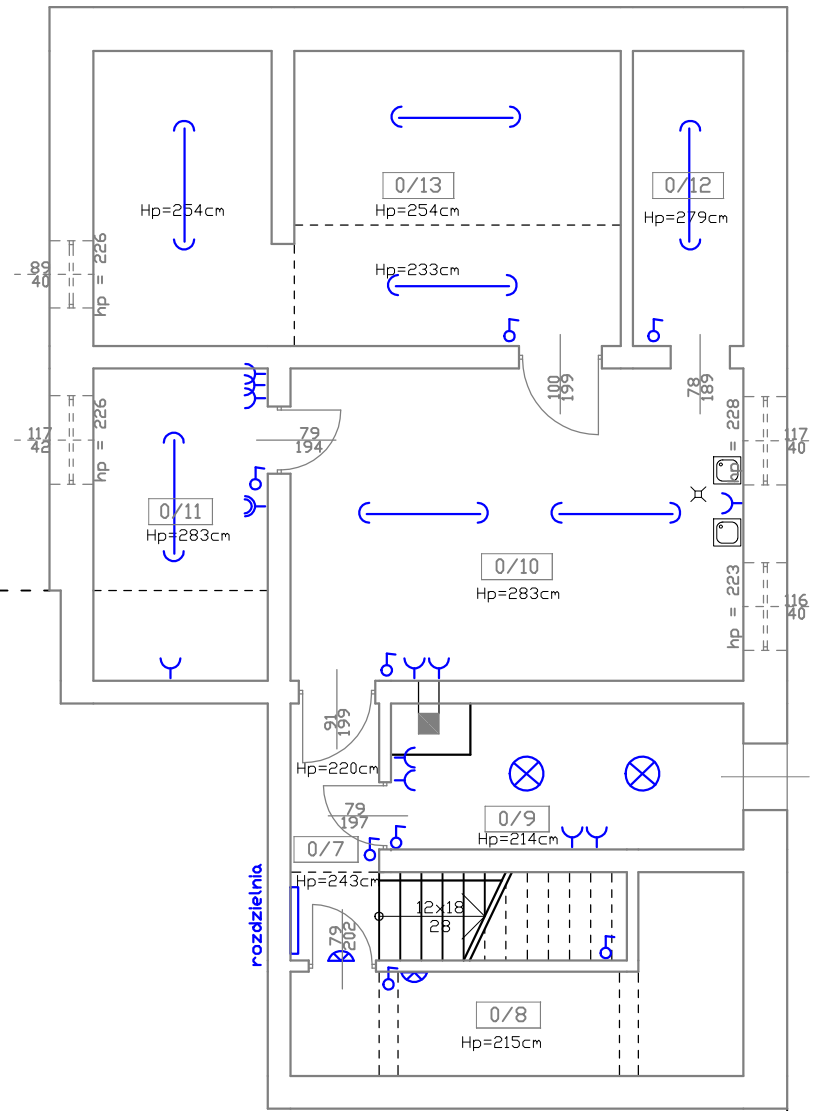 0/13
0/12
Hp=254cm
Hp=254cm
Hp=279cm
hp = 226
89
40
Hp=233cm
100
199
78
189
hp = 226
117
42
79
194
hp = 228
117
40
0/11
Hp=283cm
0/10
Hp=283cm
hp = 223
116
40
91
199
Hp=220cm
79
197
0/9
Hp=214cm
0/7
Hp=243cm
rozdzielnia
12x18
28
79
202
0/8
Hp=215cm